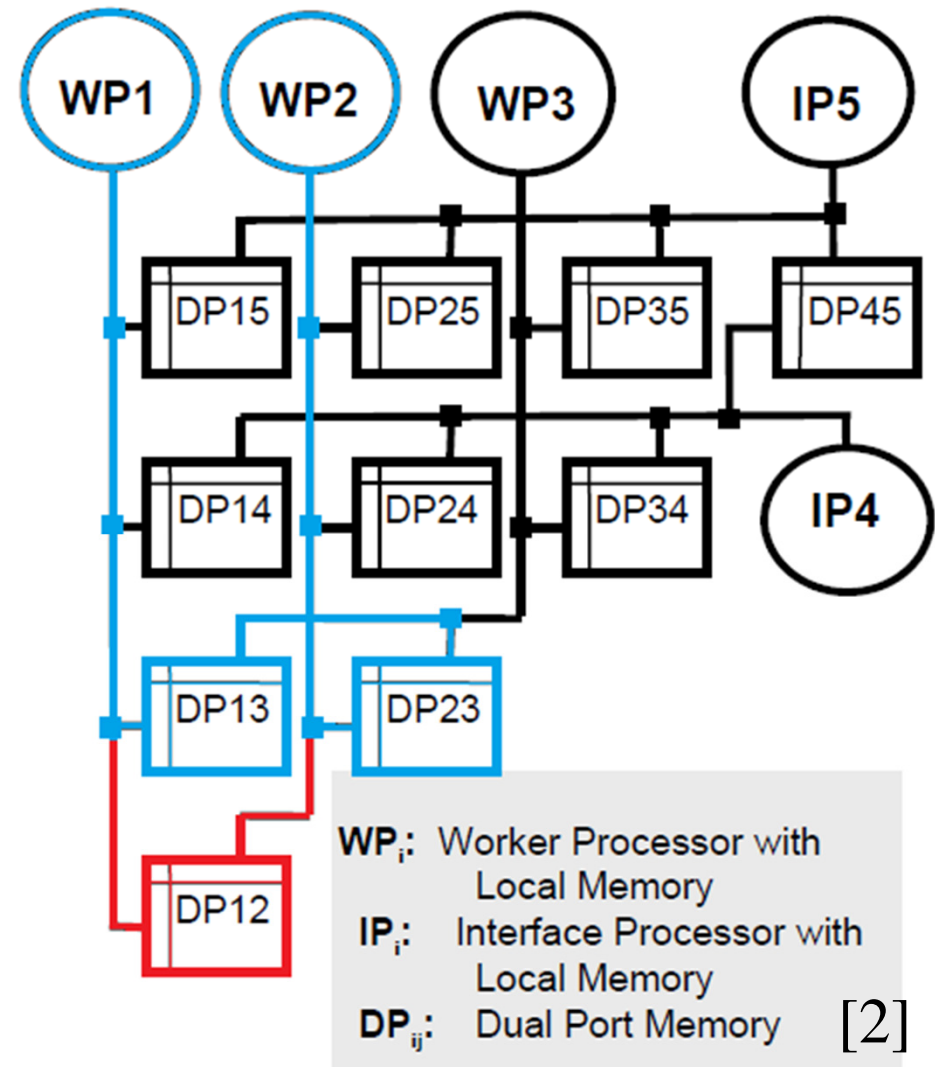 WP1 WP2 WP3 IP5
DP15 DP25 DP35 DP45
DP14 DP24 DP34 IP4
DP13 DP23
DP12
WPi: Worker Processor with
Local Memory
IPi: Interface Processor with
Local Memory
DPij: Dual Port Memory [2]